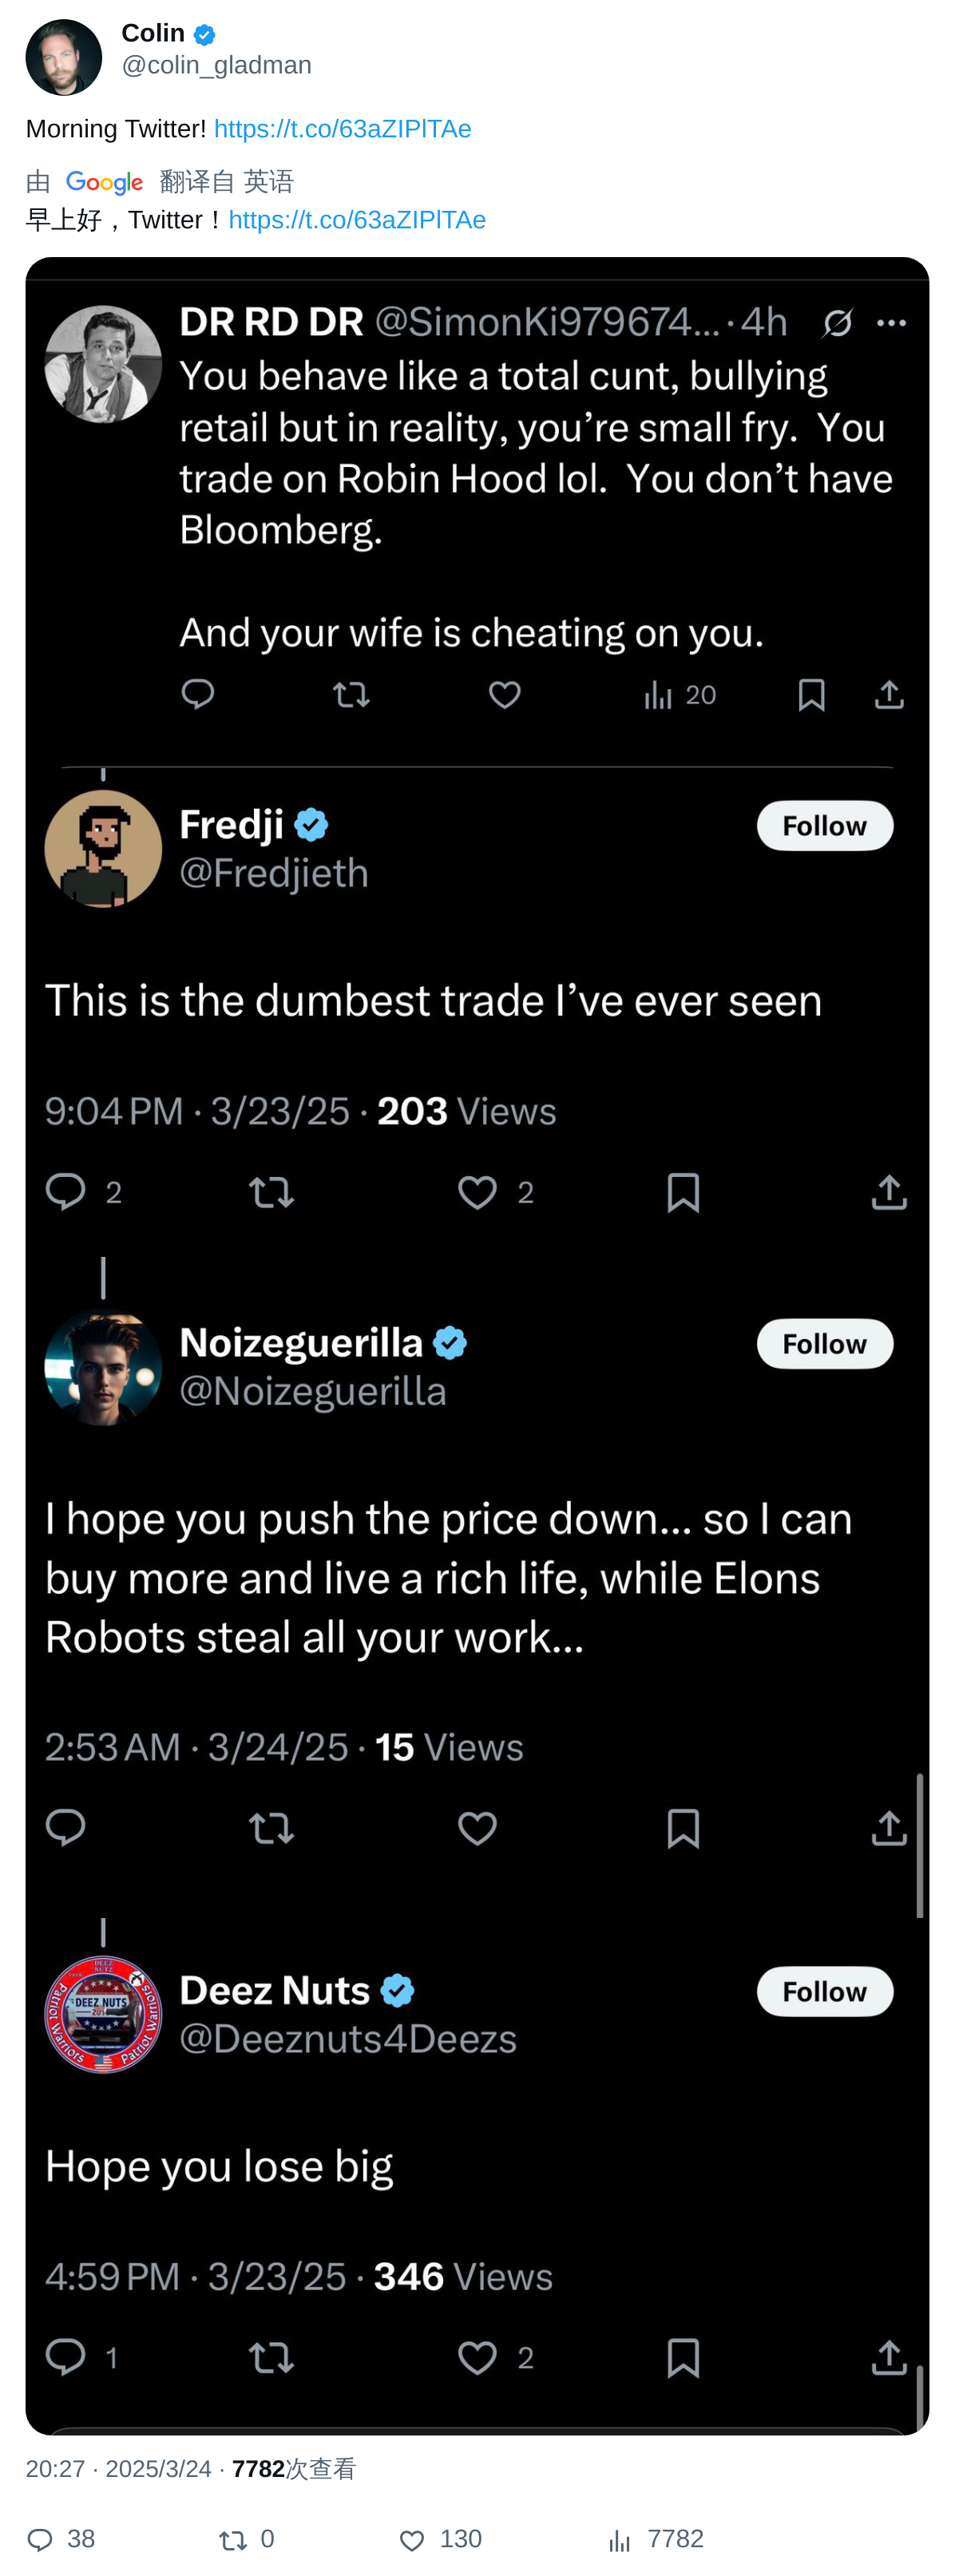 Colin
@colin_gladman
Morning Twitter! https://t.co/63aZIPlTAe
由 Google 翻译自 英语
早上好，Twitter！https://t.co/63aZIPlTAe
DR RD DR @SimonKi979674... · 4h
You behave like a total cunt, bullying
retail but in reality, you’re small fry.  You
trade on Robin Hood lol.  You don’t have
Bloomberg.
And your wife is cheating on you.
20
Fredji
Follow
@Fredjieth
This is the dumbest trade I’ve ever seen
9:04 PM · 3/23/25 · 203 Views
2 2
Noizeguerilla
Follow
@Noizeguerilla
I hope you push the price down... so I can
buy more and live a rich life, while Elons
Robots steal all your work...
2:53 AM · 3/24/25 · 15 Views
DEEZ NUTS
Patriot Warriors
Patriot Warriors
Deez Nuts
Follow
@Deeznuts4Deezs
Hope you lose big
4:59 PM · 3/23/25 · 346 Views
1 2
20:27 · 2025/3/24 · 7782次查看
38 0 130 7782